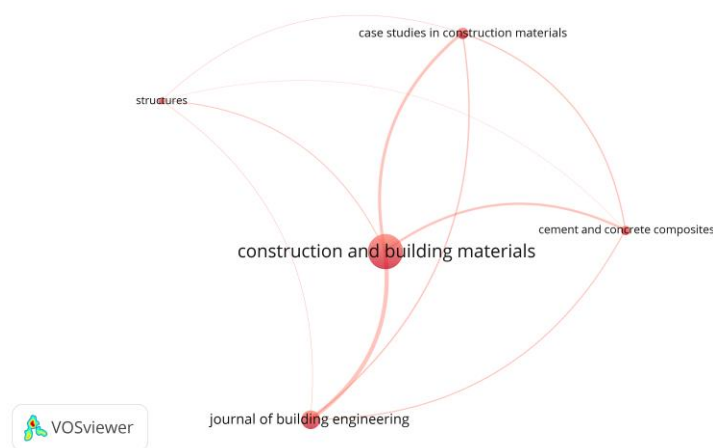 case studies in construction materials
structures
cement and concrete composites
construction and building materials
journal of building engineering
VOSviewer